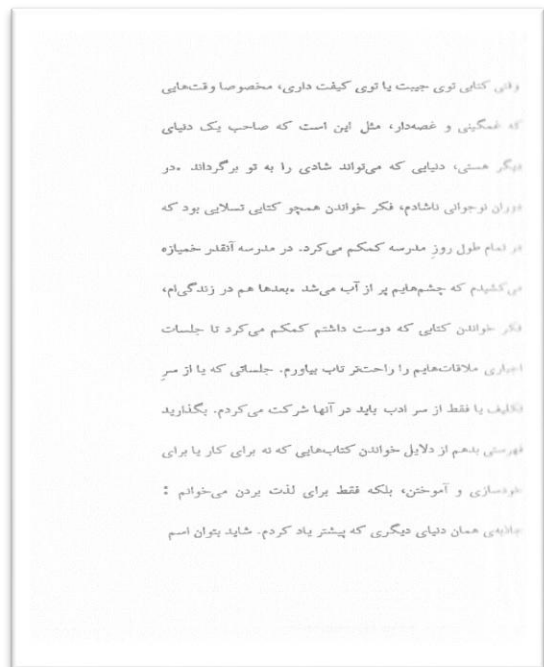 وقتی کتابی توی جیبت یا توی کیفت داری، مخصوصا وقت‌هایی
که غمگینی و غصه‌دار، مثل این است که صاحب یک دنیای
دیگر هستی، دنیایی که می‌تواند شادی را به تو برگرداند .در
دوران نوجوانی ناشادم، فکر خواندن همچو کتابی تسلایی بود که
در تمام طول روزِ مدرسه کمکم می‌کرد. در مدرسه آنقدر خمیازه
می‌کشیدم که چشم‌هایم پر از آب می‌شد .بعدها هم در زندگی‌ام،
فکر خواندن کتابی که دوست داشتم کمکم می‌کرد تا جلسات
اجباری ملاقات‌هایم را راحت‌تر تاب بیاورم. جلساتی که یا از سرِ
تکلیف یا فقط از سر ادب باید در آنها شرکت می‌کردم. بگذارید
فهرستی بدهم از دلایل خواندن کتاب‌هایی که نه برای کار یا برای
خودسازی و آموختن، بلکه فقط برای لذت بردن می‌خوانم :
جاذبه‌ی همان دنیای دیگری که پیشتر یاد کردم. شاید بتوان اسم